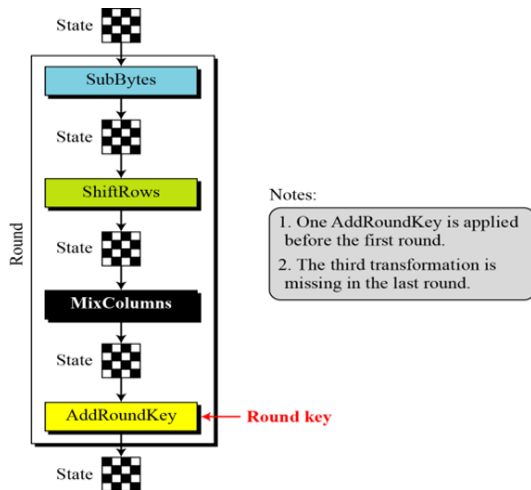 State
SubBytes
State
ShiftRows
State
Round
MixColumns
State
AddRoundKey
Round key
State
Notes:
1. One AddRoundKey is applied
before the first round.
2. The third transformation is
missing in the last round.